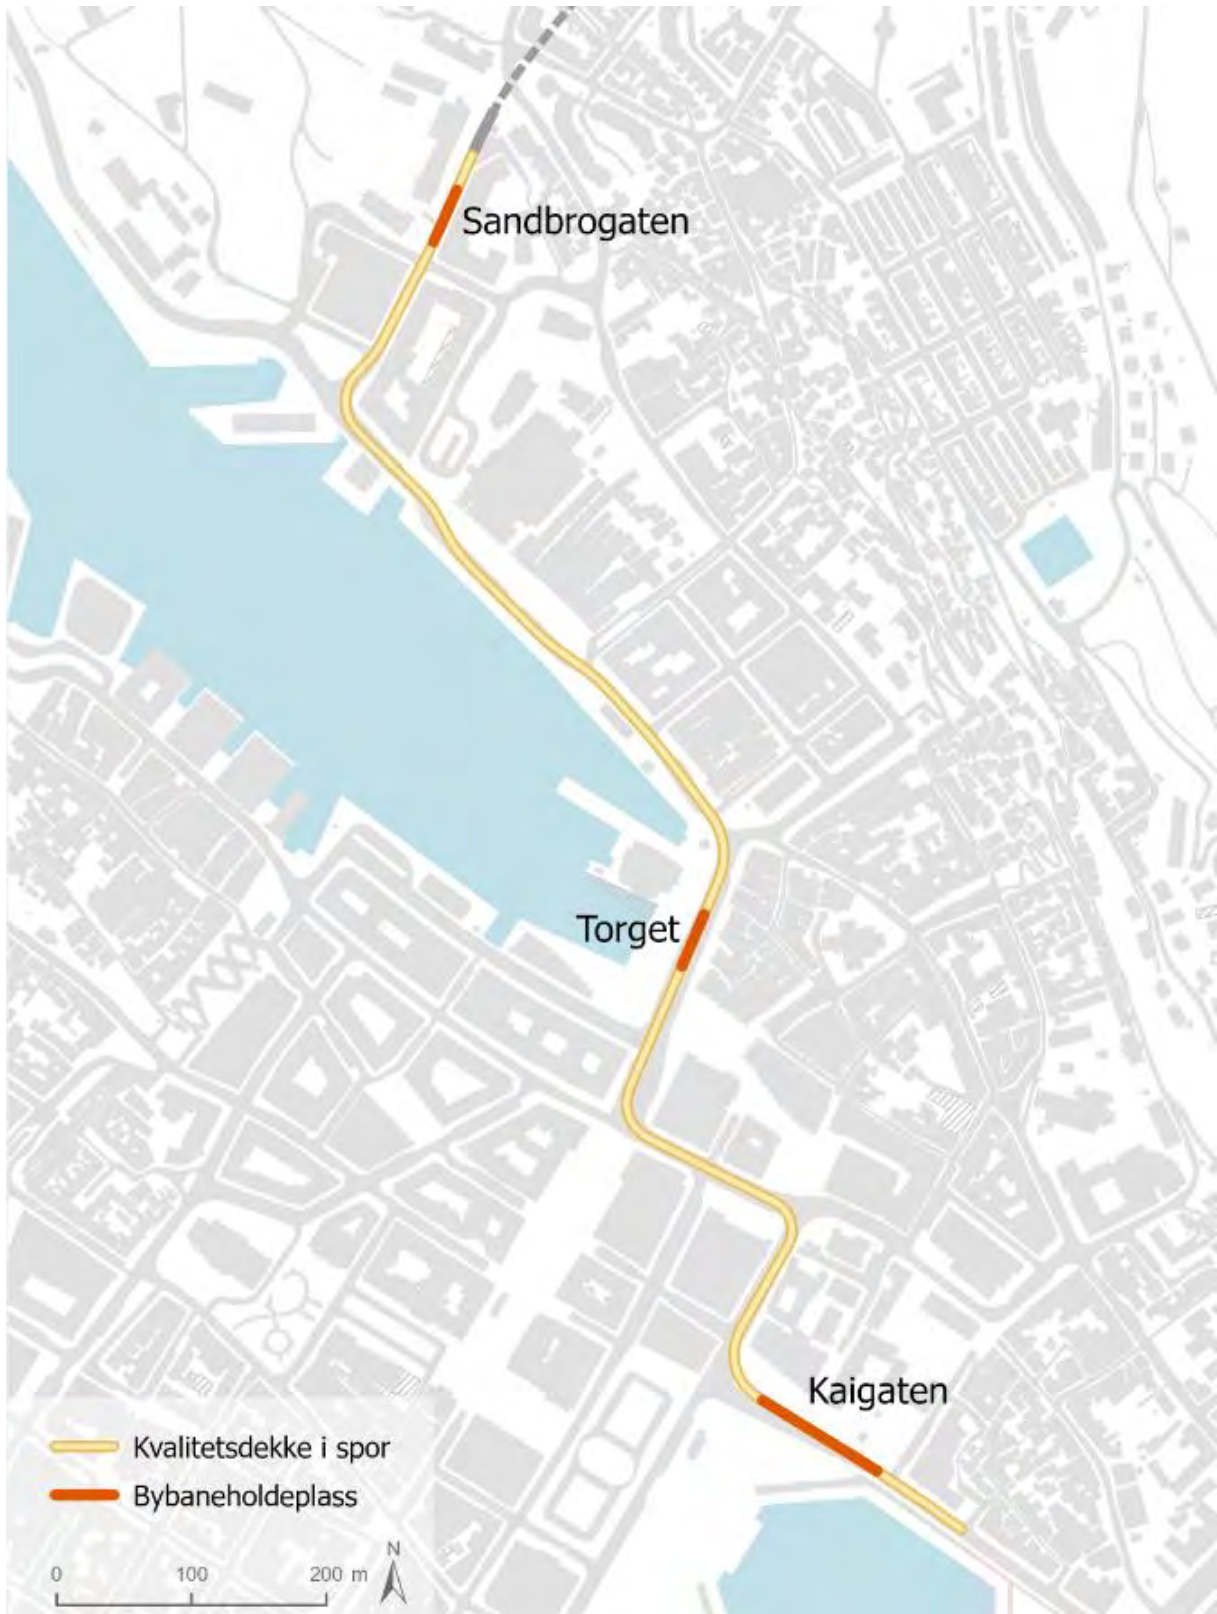 Sandbrogaten
Torget
Kaigaten
Kvalitetsdekke i spor
Bybaneholdeplass
0 100 200 m
N